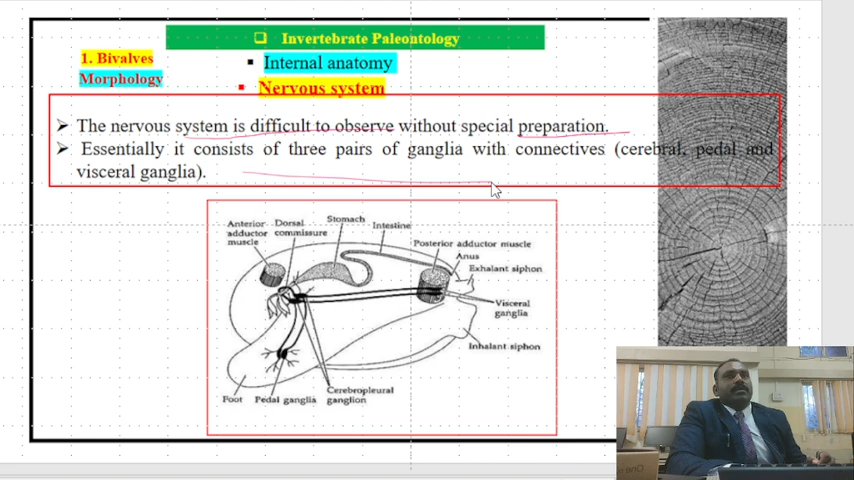 ❑ Invertebrate Paleontology
1. Bivalves
Morphology
▪ Internal anatomy
▪ Nervous system
➢ The nervous system is difficult to observe without special preparation.
➢ Essentially it consists of three pairs of ganglia with connectives (cerebral, pedal and
visceral ganglia).
Anterior
adductor
muscle
Dorsal
commissure
Stomach
Intestine
Posterior adductor muscle
Anus
Exhalant siphon
Visceral
ganglia
Inhalant siphon
Cerebropleural
ganglion
Foot
Pedal ganglia